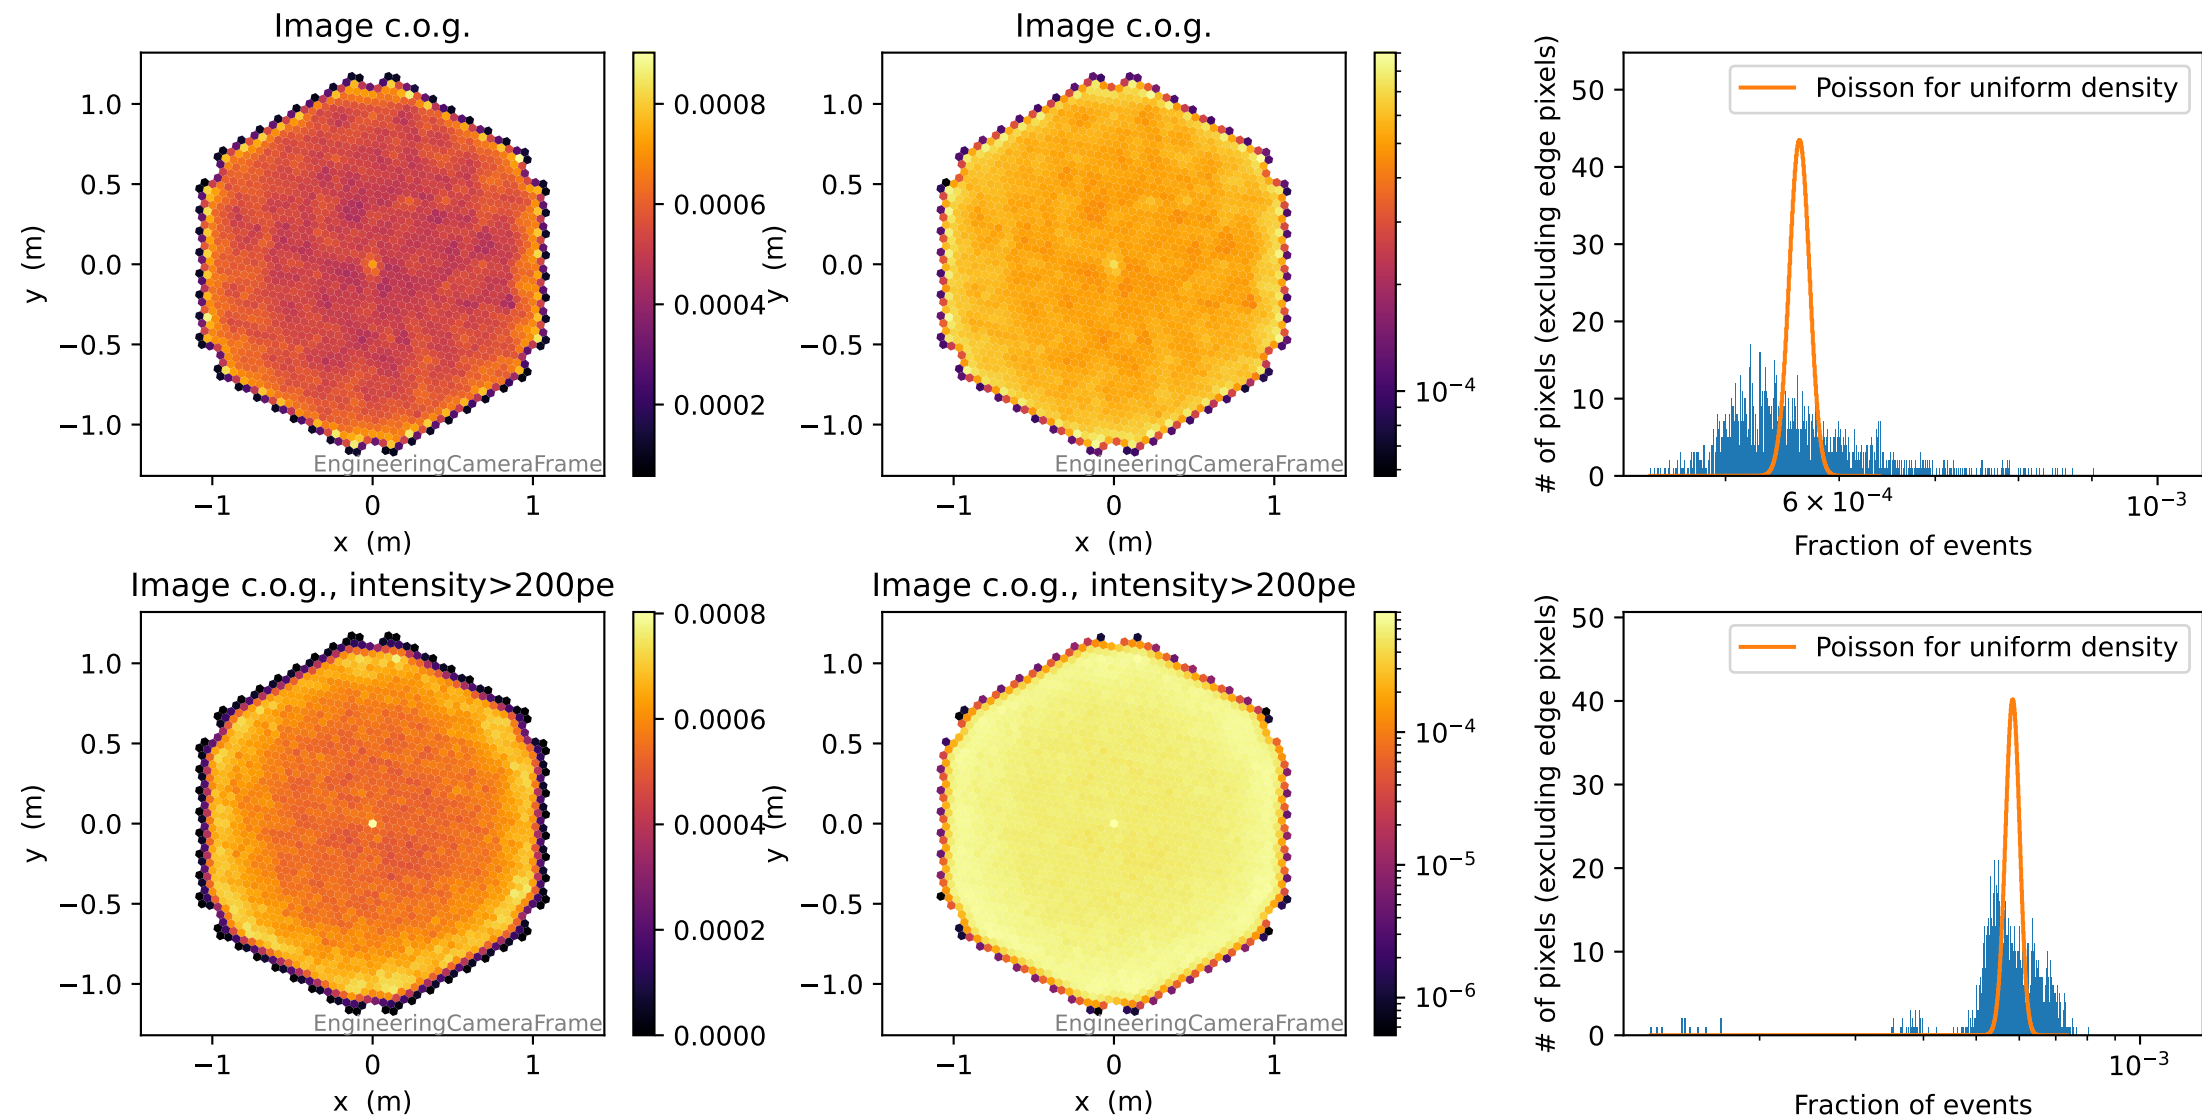 Image c.o.g.
1.0
0.5
0.0
−0.5
−1.0
y (m)
−1
0
1
x (m)
EngineeringCameraFrame
0.0008
0.0006
0.0004
0.0002
Image c.o.g.
1.0
0.5
0.0
−0.5
−1.0
y (m)
−1
0
1
x (m)
EngineeringCameraFrame
10⁻⁴
# of pixels (excluding edge pixels)
50
40
30
20
10
0
Poisson for uniform density
6 × 10⁻⁴
10⁻³
Fraction of events
Image c.o.g., intensity>200pe
1.0
0.5
0.0
−0.5
−1.0
y (m)
−1
0
1
x (m)
EngineeringCameraFrame
0.0008
0.0006
0.0004
0.0002
0.0000
Image c.o.g., intensity>200pe
1.0
0.5
0.0
−0.5
−1.0
y (m)
−1
0
1
x (m)
EngineeringCameraFrame
10⁻⁴
10⁻⁵
10⁻⁶
# of pixels (excluding edge pixels)
50
40
30
20
10
0
Poisson for uniform density
10⁻³
Fraction of events